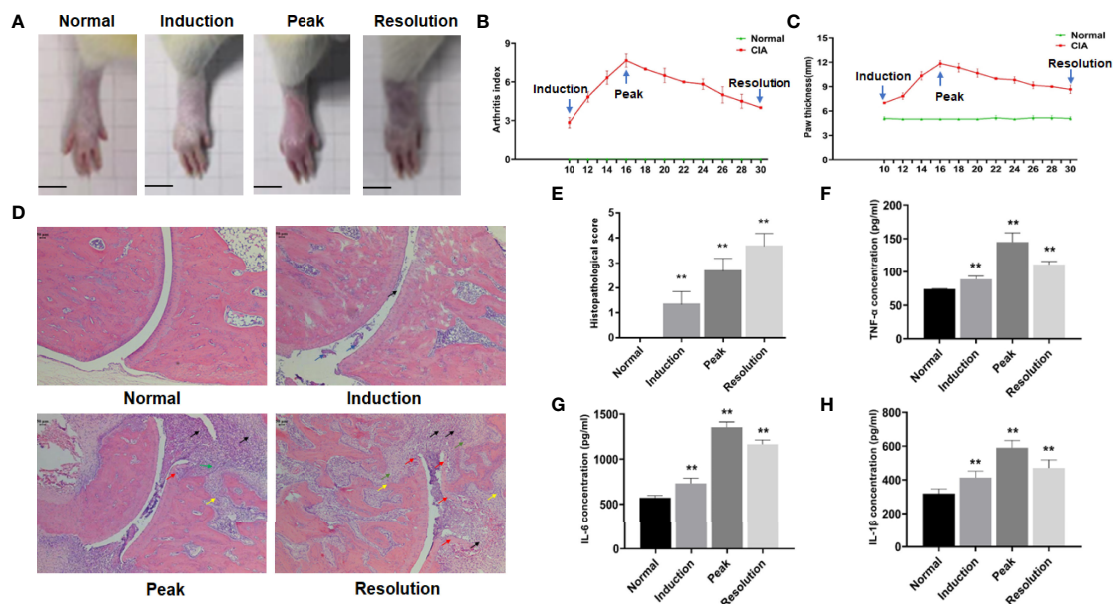 A
Normal
Induction
Peak
Resolution
B
Normal
CIA
Arthritis index
9
6
3
0
Induction
Peak
Resolution
10 12 14 16 18 20 22 24 26 28 30
C
Normal
CIA
Paw thickness(mm)
15
12
9
6
3
0
Induction
Peak
Resolution
10 12 14 16 18 20 22 24 26 28 30
D
Normal
Induction
Peak
Resolution
E
Histopathological score
5
4
3
2
1
0
** ** **
Normal
Induction
Peak
Resolution
F
TNF-α concenrration (pg/ml)
200
150
100
50
0
** ** **
Normal
Induction
Peak
Resolution
G
IL-6 concenrration (pg/ml)
1500
1000
500
0
** ** **
Normal
Induction
Peak
Resolution
H
IL-1β concenrration (pg/ml)
800
600
400
200
0
** ** **
Normal
Induction
Peak
Resolution